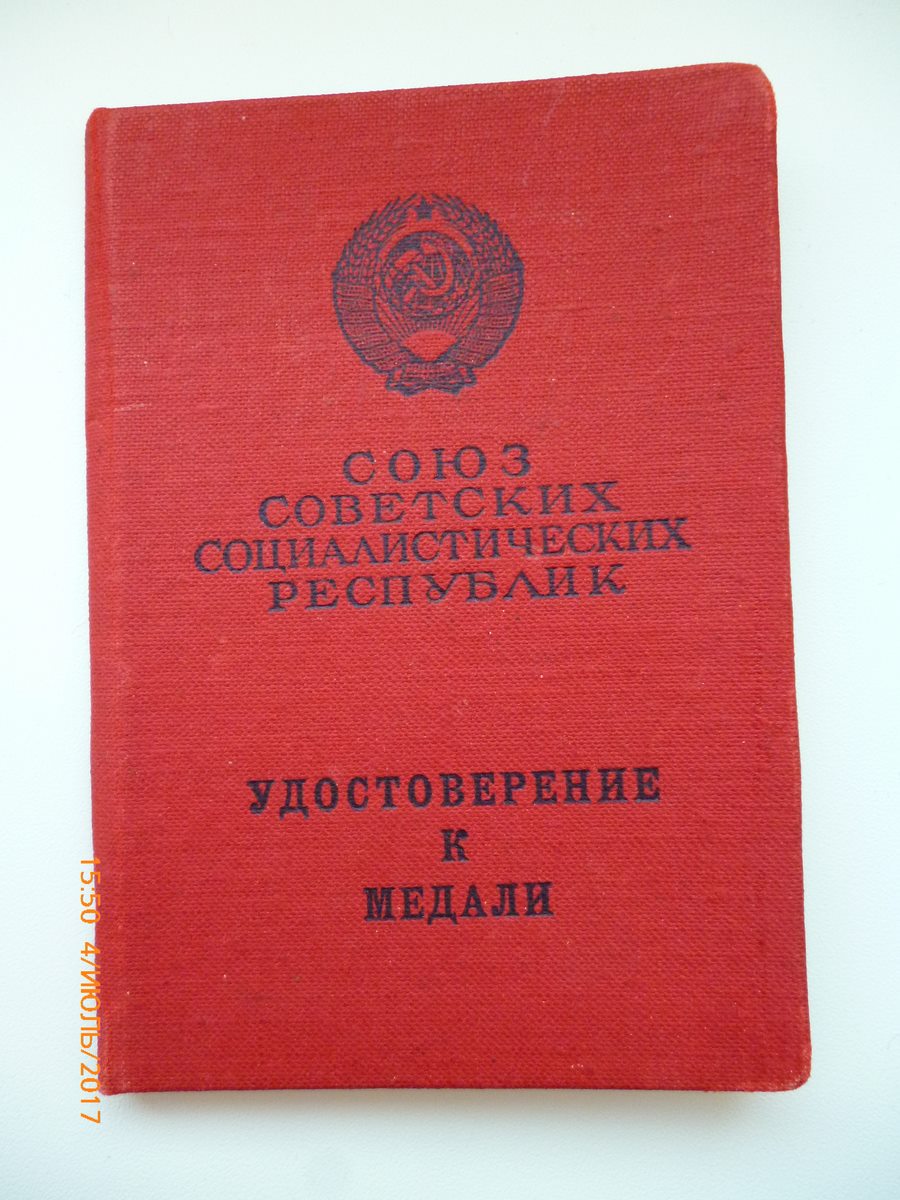 СОЮЗ
СОВЕТСКИХ
СОЦИАЛИСТИЧЕСКИХ
РЕСПУБЛИК
УДОСТОВЕРЕНИЕ
К
МЕДАЛИ
15:50 4/ИЮЛЬ/2017